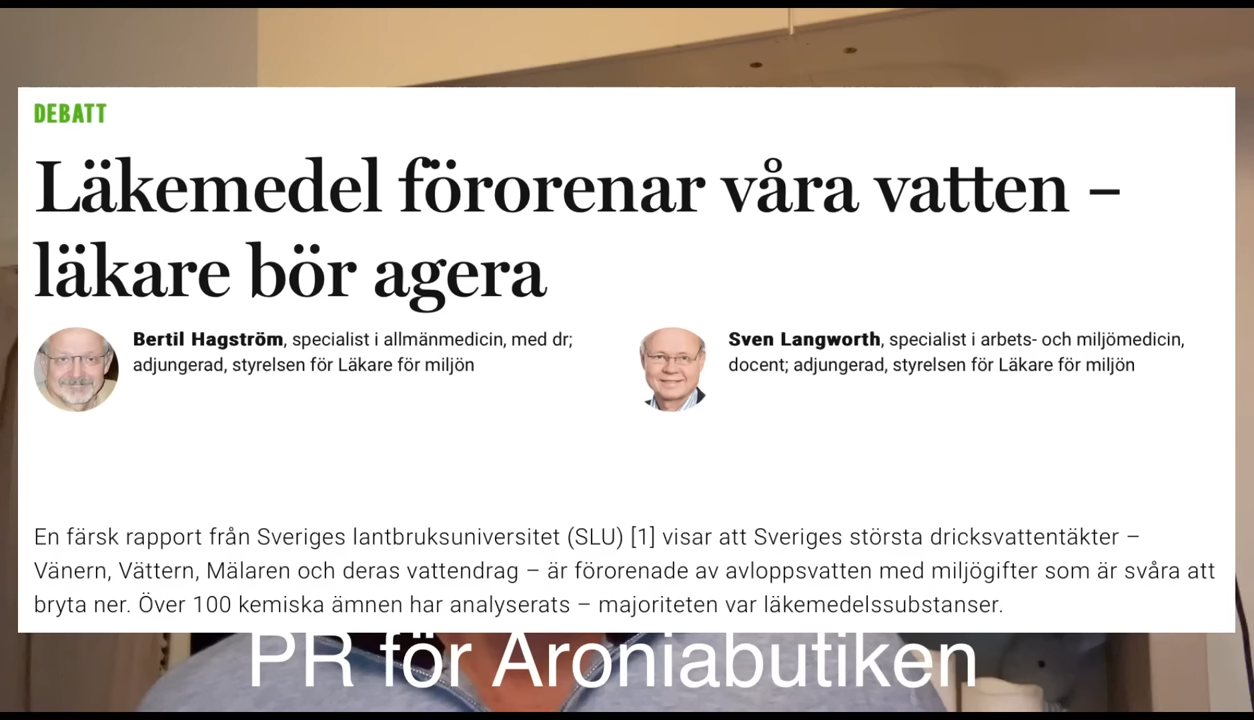 DEBATT
Läkemedel förorenar våra vatten –
läkare bör agera
Bertil Hagström, specialist i allmänmedicin, med dr;
adjungerad, styrelsen för Läkare för miljön
Sven Langworth, specialist i arbets- och miljömedicin,
docent; adjungerad, styrelsen för Läkare för miljön
En färsk rapport från Sveriges lantbruksuniversitet (SLU) [1] visar att Sveriges största dricksvattentäkter –
Vänern, Vättern, Mälaren och deras vattendrag – är förorenade av avloppsvatten med miljögifter som är svåra att
bryta ner. Över 100 kemiska ämnen har analyserats – majoriteten var läkemedelssubstanser.
PR för Aroniabutiken